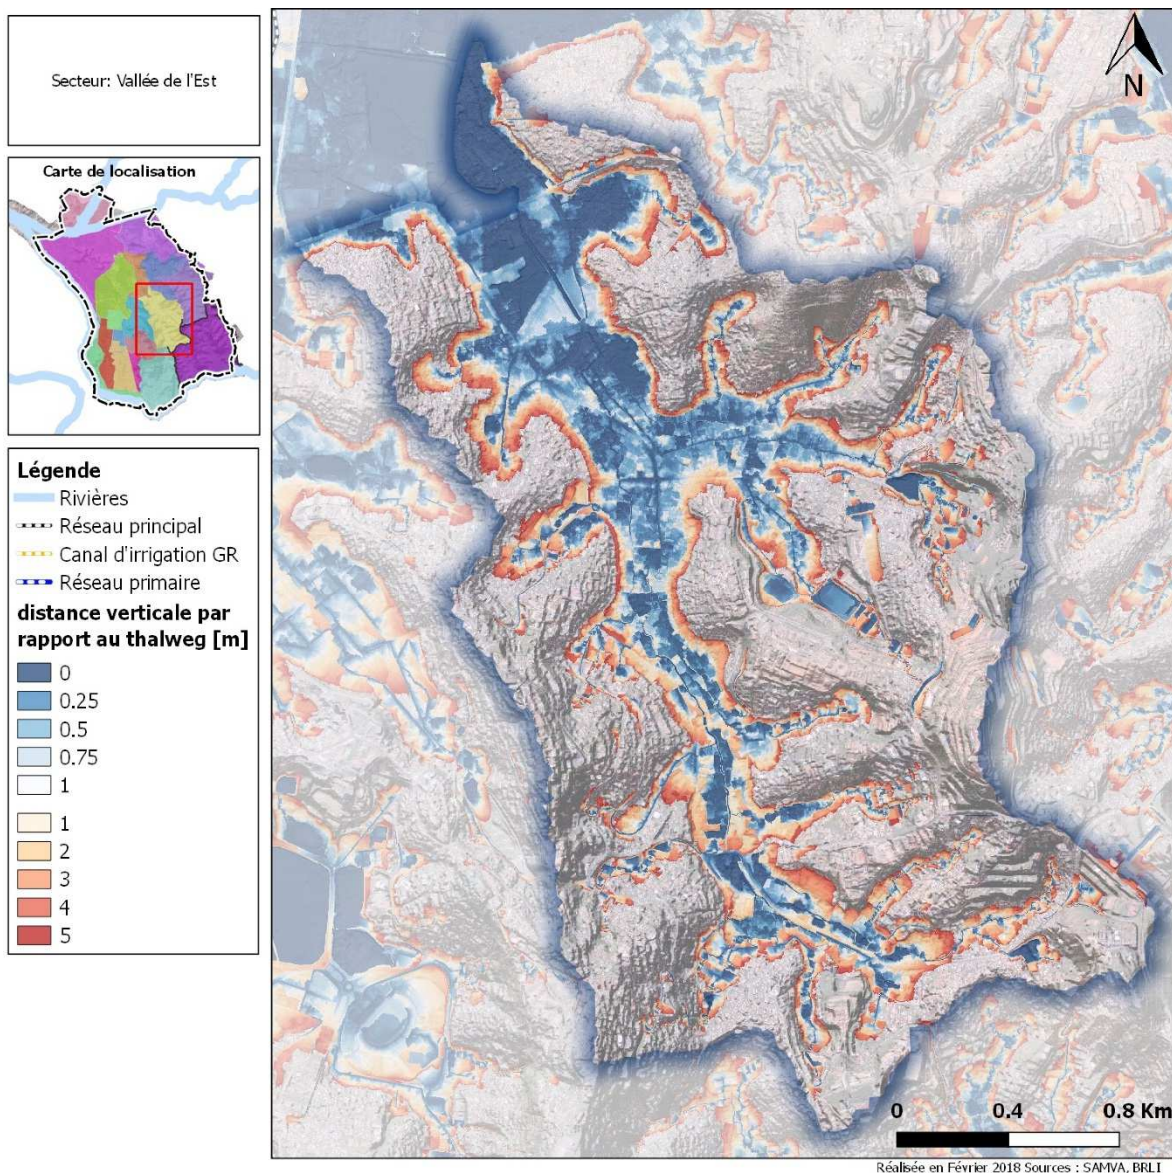 Secteur: Vallée de l'Est
Carte de localisation
Légende
Rivières
Réseau principal
Canal d'irrigation GR
Réseau primaire
distance verticale par
rapport au thalweg [m]
0
0.25
0.5
0.75
1
1
2
3
4
5
N
0 0.4 0.8 Km
Réalisée en Février 2018 Sources : SAMVA, BRLi